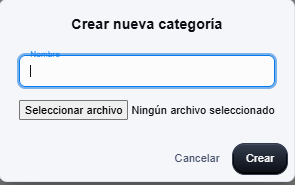 Crear nueva categoría
Nombre
Seleccionar archivo Ningún archivo seleccionado
Cancelar Crear